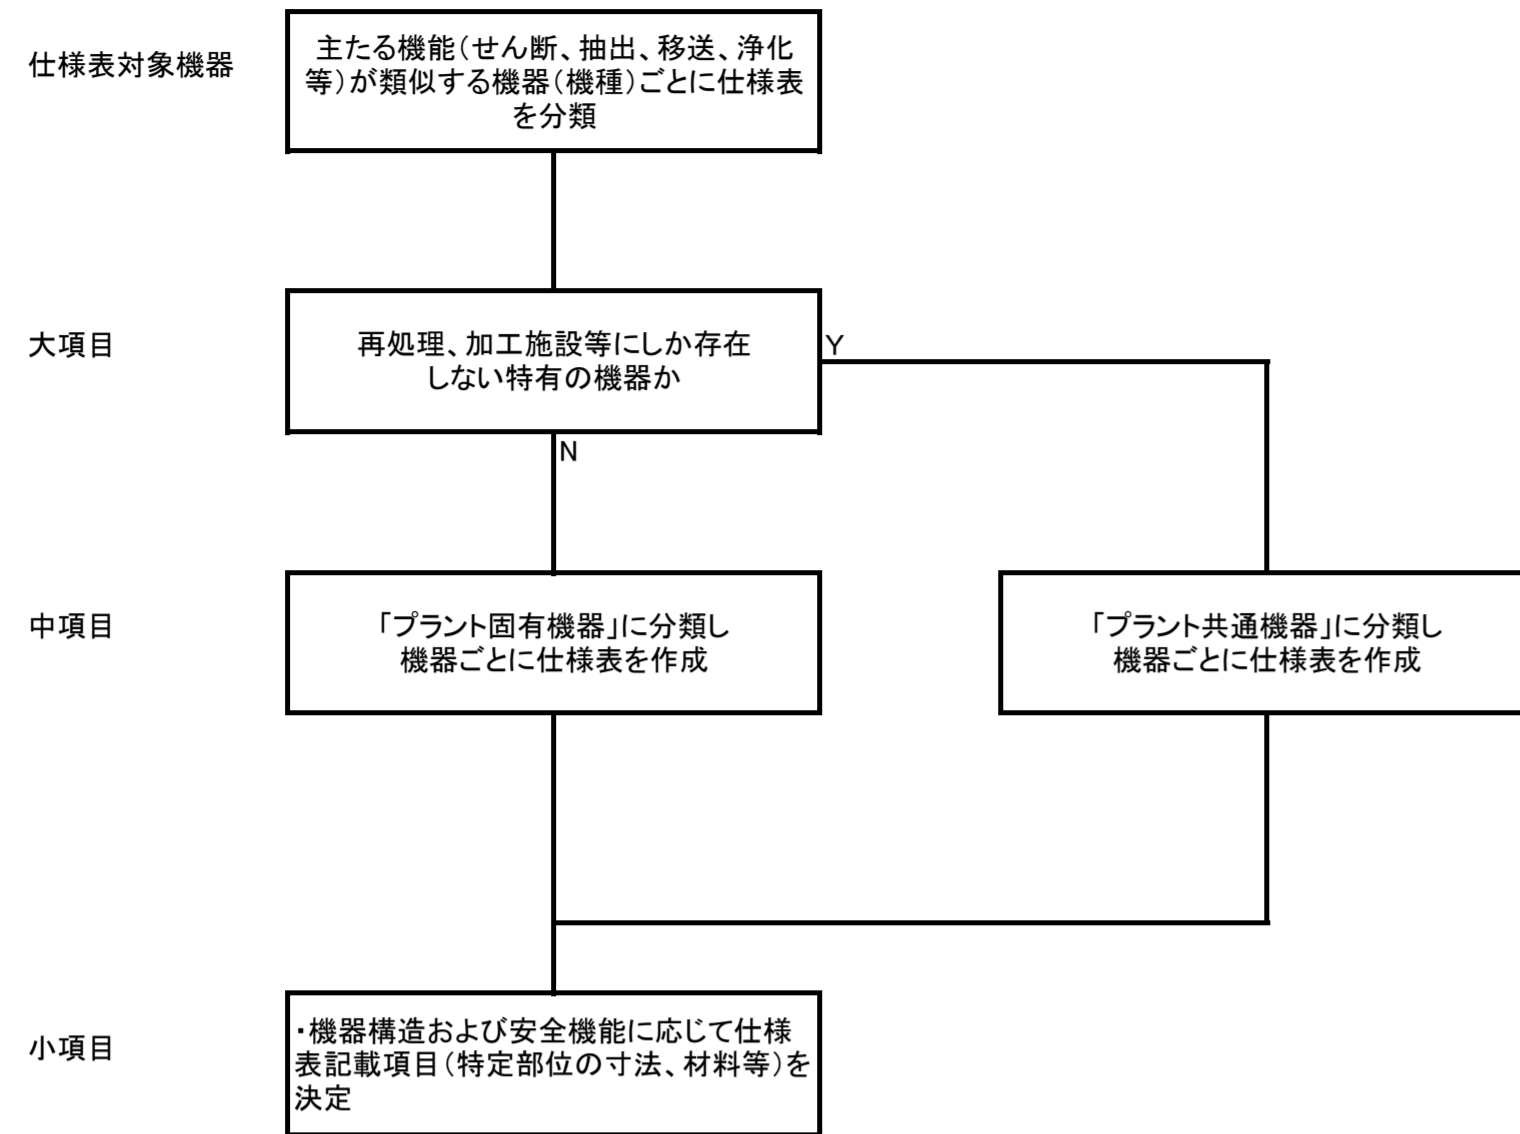 仕様表対象機器
主たる機能（せん断、抽出、移送、浄化
等）が類似する機器（機種）ごとに仕様表
を分類
大項目
再処理、加工施設等にしか存在
しない特有の機器か
Y
N
中項目
「プラント固有機器」に分類し
機器ごとに仕様表を作成
「プラント共通機器」に分類し
機器ごとに仕様表を作成
小項目
・機器構造および安全機能に応じて仕様
表記載項目（特定部位の寸法、材料等）を
決定